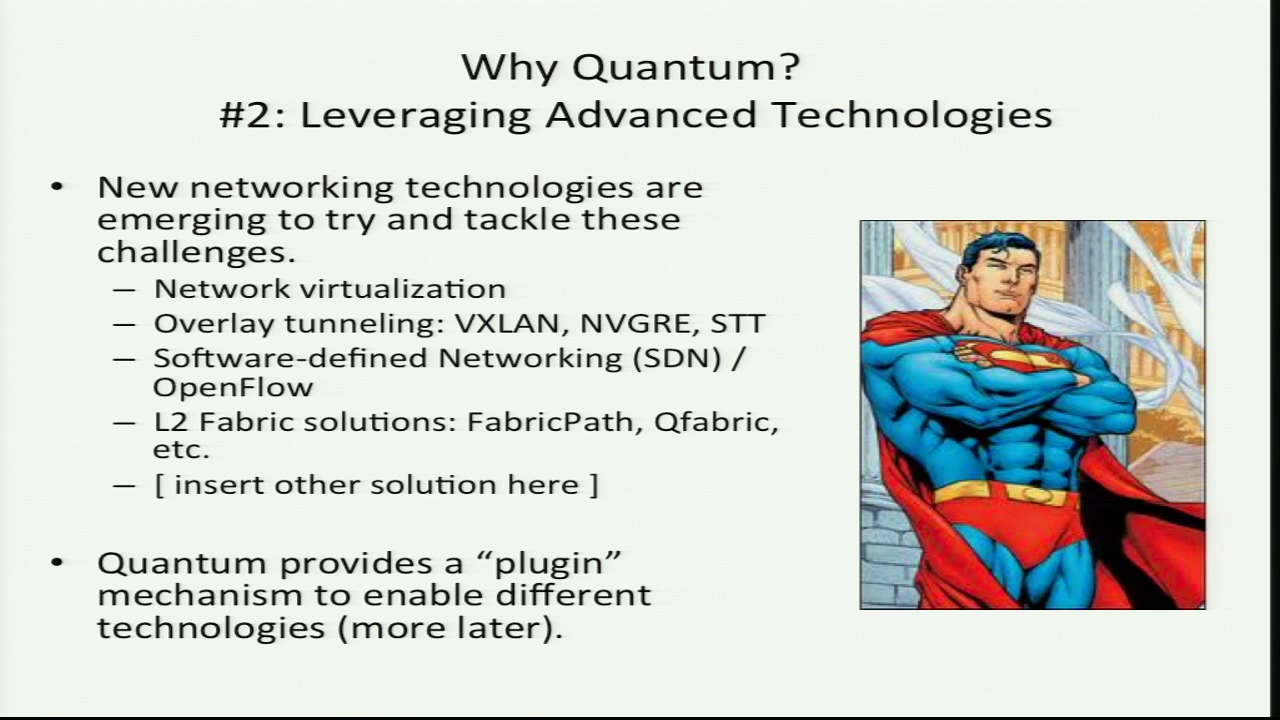 Why Quantum?
#2: Leveraging Advanced Technologies
• New networking technologies are
emerging to try and tackle these
challenges.
– Network virtualization
– Overlay tunneling: VXLAN, NVGRE, STT
– Software-defined Networking (SDN) /
OpenFlow
– L2 Fabric solutions: FabricPath, Qfabric,
etc.
– [ insert other solution here ]
• Quantum provides a “plugin”
mechanism to enable different
technologies (more later).